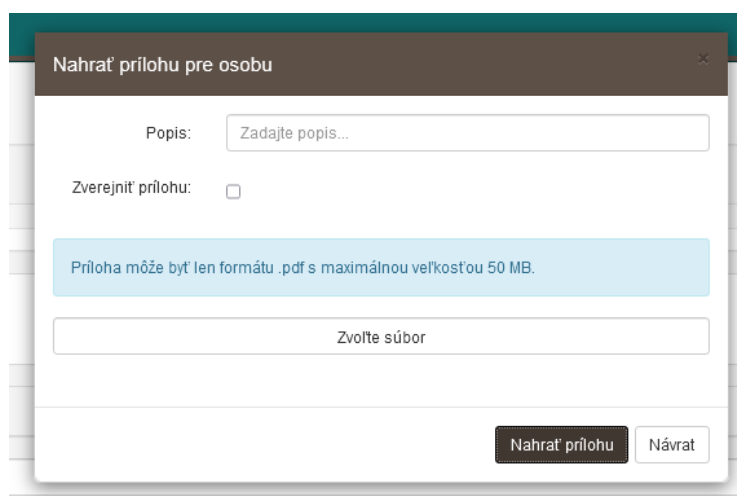 Nahrať prílohu pre osobu
×
Popis:
Zadajte popis...
Zverejniť prílohu:
Príloha môže byť len formátu .pdf s maximálnou veľkosťou 50 MB.
Zvoľte súbor
Nahrať prílohu
Návrat